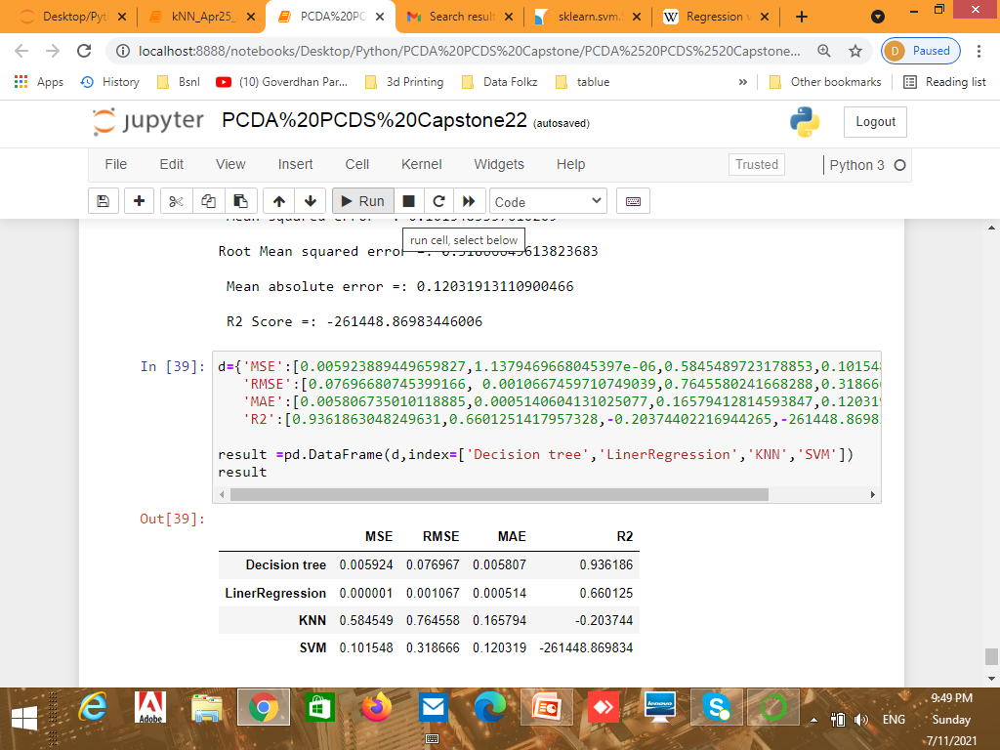 Desktop/Pyt
kNN_Apr25_
PCDA%20PC
Search result
sklearn.svm.
Regression v
localhost:8888/notebooks/Desktop/Python/PCDA%20PCDS%20Capstone/PCDA%2520PCDS%2520Capstone...
D Paused
Apps
History
Bsnl
(10) Goverdhan Par...
3d Printing
Data Folkz
tablue
»
Other bookmarks
Reading list
jupyter PCDA%20PCDS%20Capstone22 (autosaved)
Logout
File Edit View Insert Cell Kernel Widgets Help
Trusted
Python 3
Run
Code
run cell, select below
Root Mean squared error =: 0.31866649613823683
Mean absolute error =: 0.12031913110900466
R2 Score =: -261448.86983446006
In [39]: d={'MSE':[0.005923889449659827,1.1379469668045397e-06,0.5845489723178853,0.10154
'RMSE':[0.07696680745399166, 0.0010667459710749039,0.7645580241668288,0.31866
'MAE':[0.005806735010118885,0.0005140604131025077,0.16579412814593847,0.12031
'R2':[0.9361863048249631,0.6601251417957328,-0.20374402216944265,-261448.8698
result =pd.DataFrame(d,index=['Decision tree','LinerRegression','KNN','SVM'])
result
Out[39]:
MSE RMSE MAE R2
Decision tree 0.005924 0.076967 0.005807 0.936186
LinerRegression 0.000001 0.001067 0.000514 0.660125
KNN 0.584549 0.764558 0.165794 -0.203744
SVM 0.101548 0.318666 0.120319 -261448.869834
Adobe
lenovo
ENG
9:49 PM
Sunday
7/11/2021